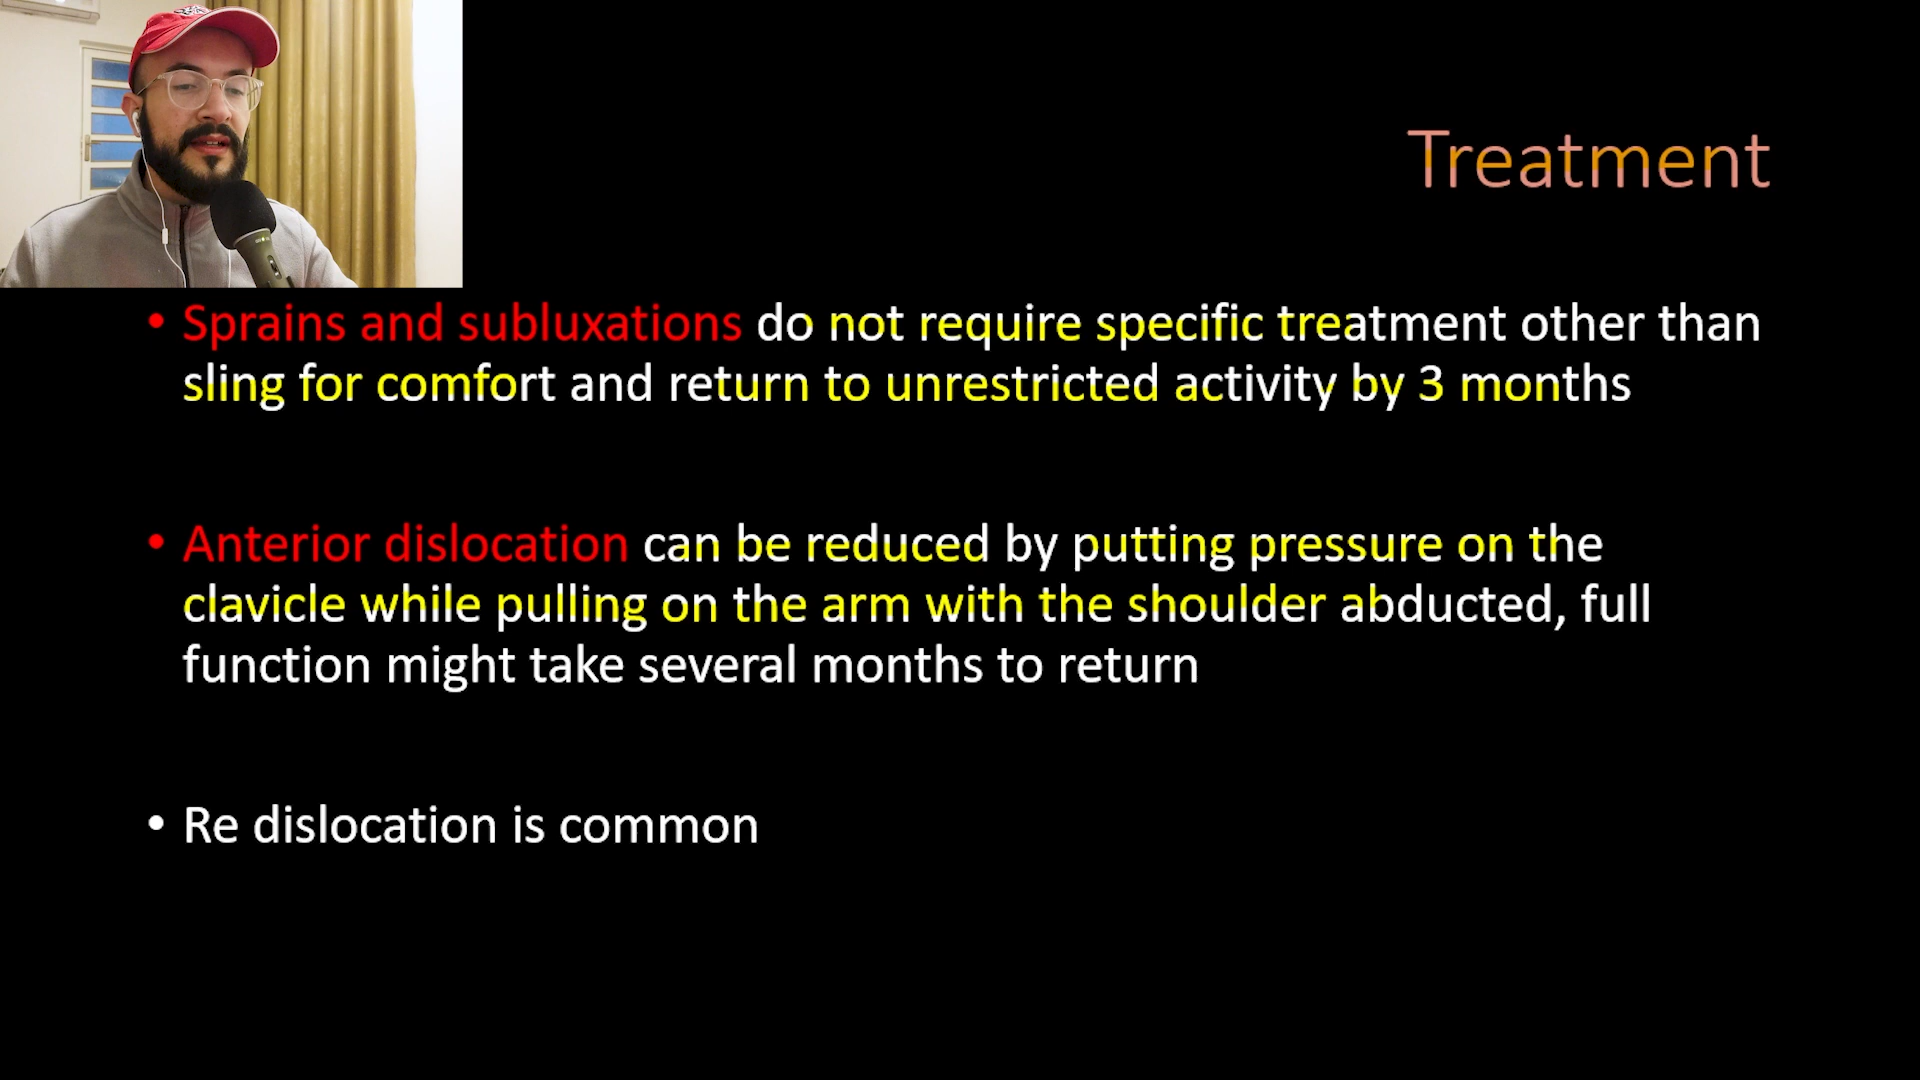 Treatment
• Sprains and subluxations do not require specific treatment other than
sling for comfort and return to unrestricted activity by 3 months
• Anterior dislocation can be reduced by putting pressure on the
clavicle while pulling on the arm with the shoulder abducted, full
function might take several months to return
• Re dislocation is common